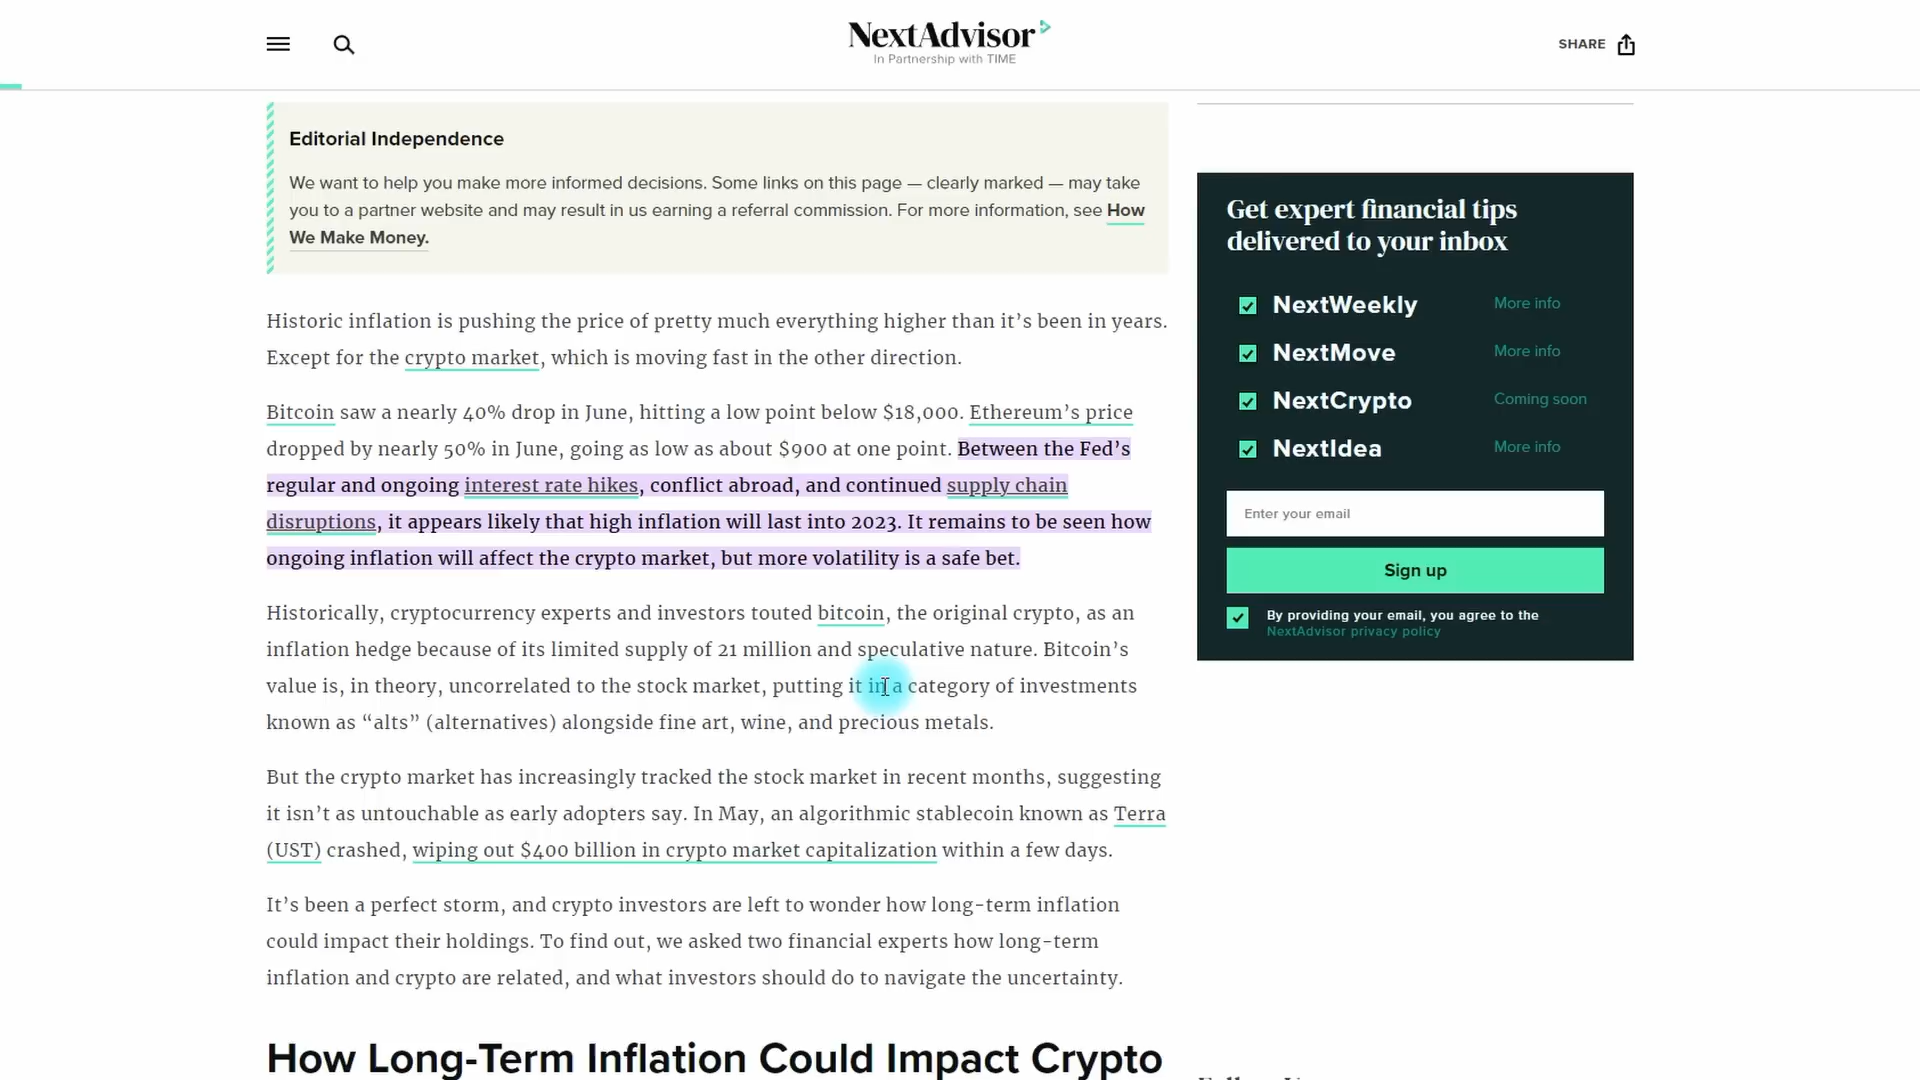 NextAdvisor
In Partnership with TIME
SHARE
Editorial Independence
We want to help you make more informed decisions. Some links on this page — clearly marked — may take
you to a partner website and may result in us earning a referral commission. For more information, see How
We Make Money.
Historic inflation is pushing the price of pretty much everything higher than it’s been in years.
Except for the crypto market, which is moving fast in the other direction.
Bitcoin saw a nearly 40% drop in June, hitting a low point below $18,000. Ethereum’s price
dropped by nearly 50% in June, going as low as about $900 at one point. Between the Fed’s
regular and ongoing interest rate hikes, conflict abroad, and continued supply chain
disruptions, it appears likely that high inflation will last into 2023. It remains to be seen how
ongoing inflation will affect the crypto market, but more volatility is a safe bet.
Historically, cryptocurrency experts and investors touted bitcoin, the original crypto, as an
inflation hedge because of its limited supply of 21 million and speculative nature. Bitcoin’s
value is, in theory, uncorrelated to the stock market, putting it in a category of investments
known as “alts” (alternatives) alongside fine art, wine, and precious metals.
But the crypto market has increasingly tracked the stock market in recent months, suggesting
it isn’t as untouchable as early adopters say. In May, an algorithmic stablecoin known as Terra
(UST) crashed, wiping out $400 billion in crypto market capitalization within a few days.
It’s been a perfect storm, and crypto investors are left to wonder how long-term inflation
could impact their holdings. To find out, we asked two financial experts how long-term
inflation and crypto are related, and what investors should do to navigate the uncertainty.
How Long-Term Inflation Could Impact Crypto
Get expert financial tips
delivered to your inbox
NextWeekly More info
NextMove More info
NextCrypto Coming soon
NextIdea More info
Enter your email
Sign up
By providing your email, you agree to the
NextAdvisor privacy policy